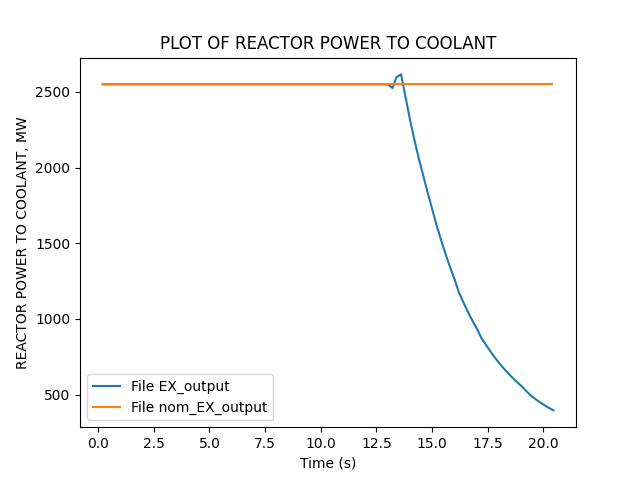 PLOT OF REACTOR POWER TO COOLANT
REACTOR POWER TO COOLANT, MW
2500
2000
1500
1000
500
File EX_output
File nom_EX_output
0.0 2.5 5.0 7.5 10.0 12.5 15.0 17.5 20.0
Time (s)